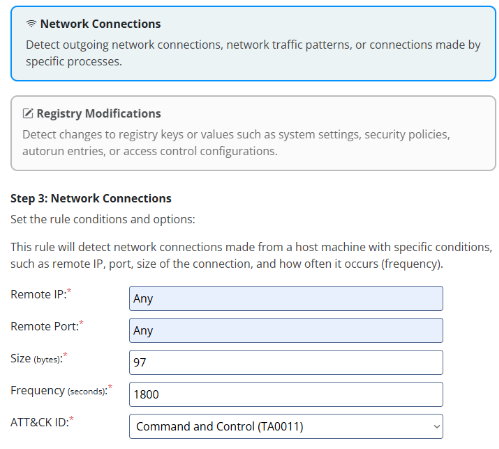 Network Connections
Detect outgoing network connections, network traffic patterns, or connections made by
specific processes.
Registry Modifications
Detect changes to registry keys or values such as system settings, security policies,
autorun entries, or access control configurations.
Step 3: Network Connections
Set the rule conditions and options:
This rule will detect network connections made from a host machine with specific conditions,
such as remote IP, port, size of the connection, and how often it occurs (frequency).
Remote IP:* Any
Remote Port:* Any
Size (bytes):* 97
Frequency (seconds):* 1800
ATT&CK ID:* Command and Control (TA0011)